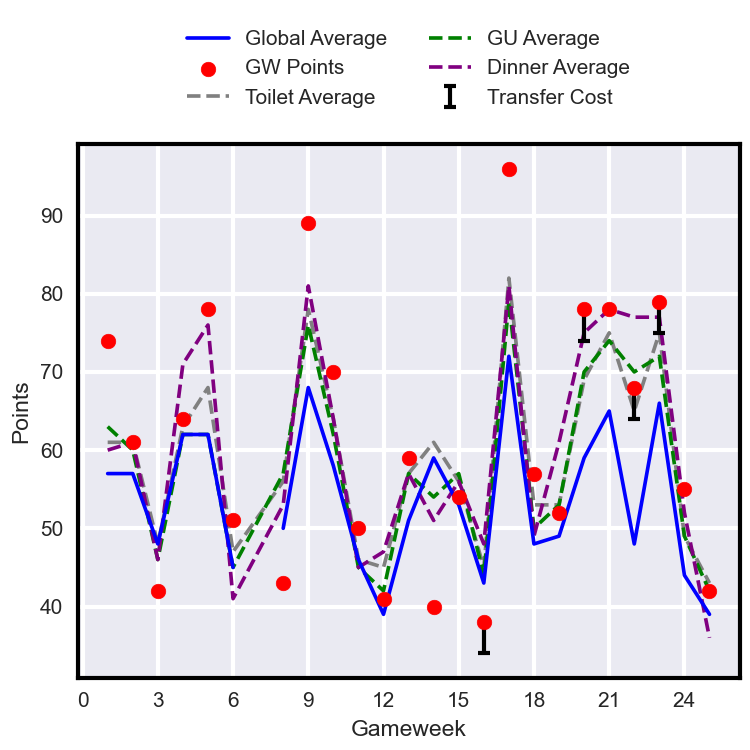 Global Average
GW Points
Toilet Average
GU Average
Dinner Average
Transfer Cost
90
80
70
60
50
40
Points
0 3 6 9 12 15 18 21 24
Gameweek